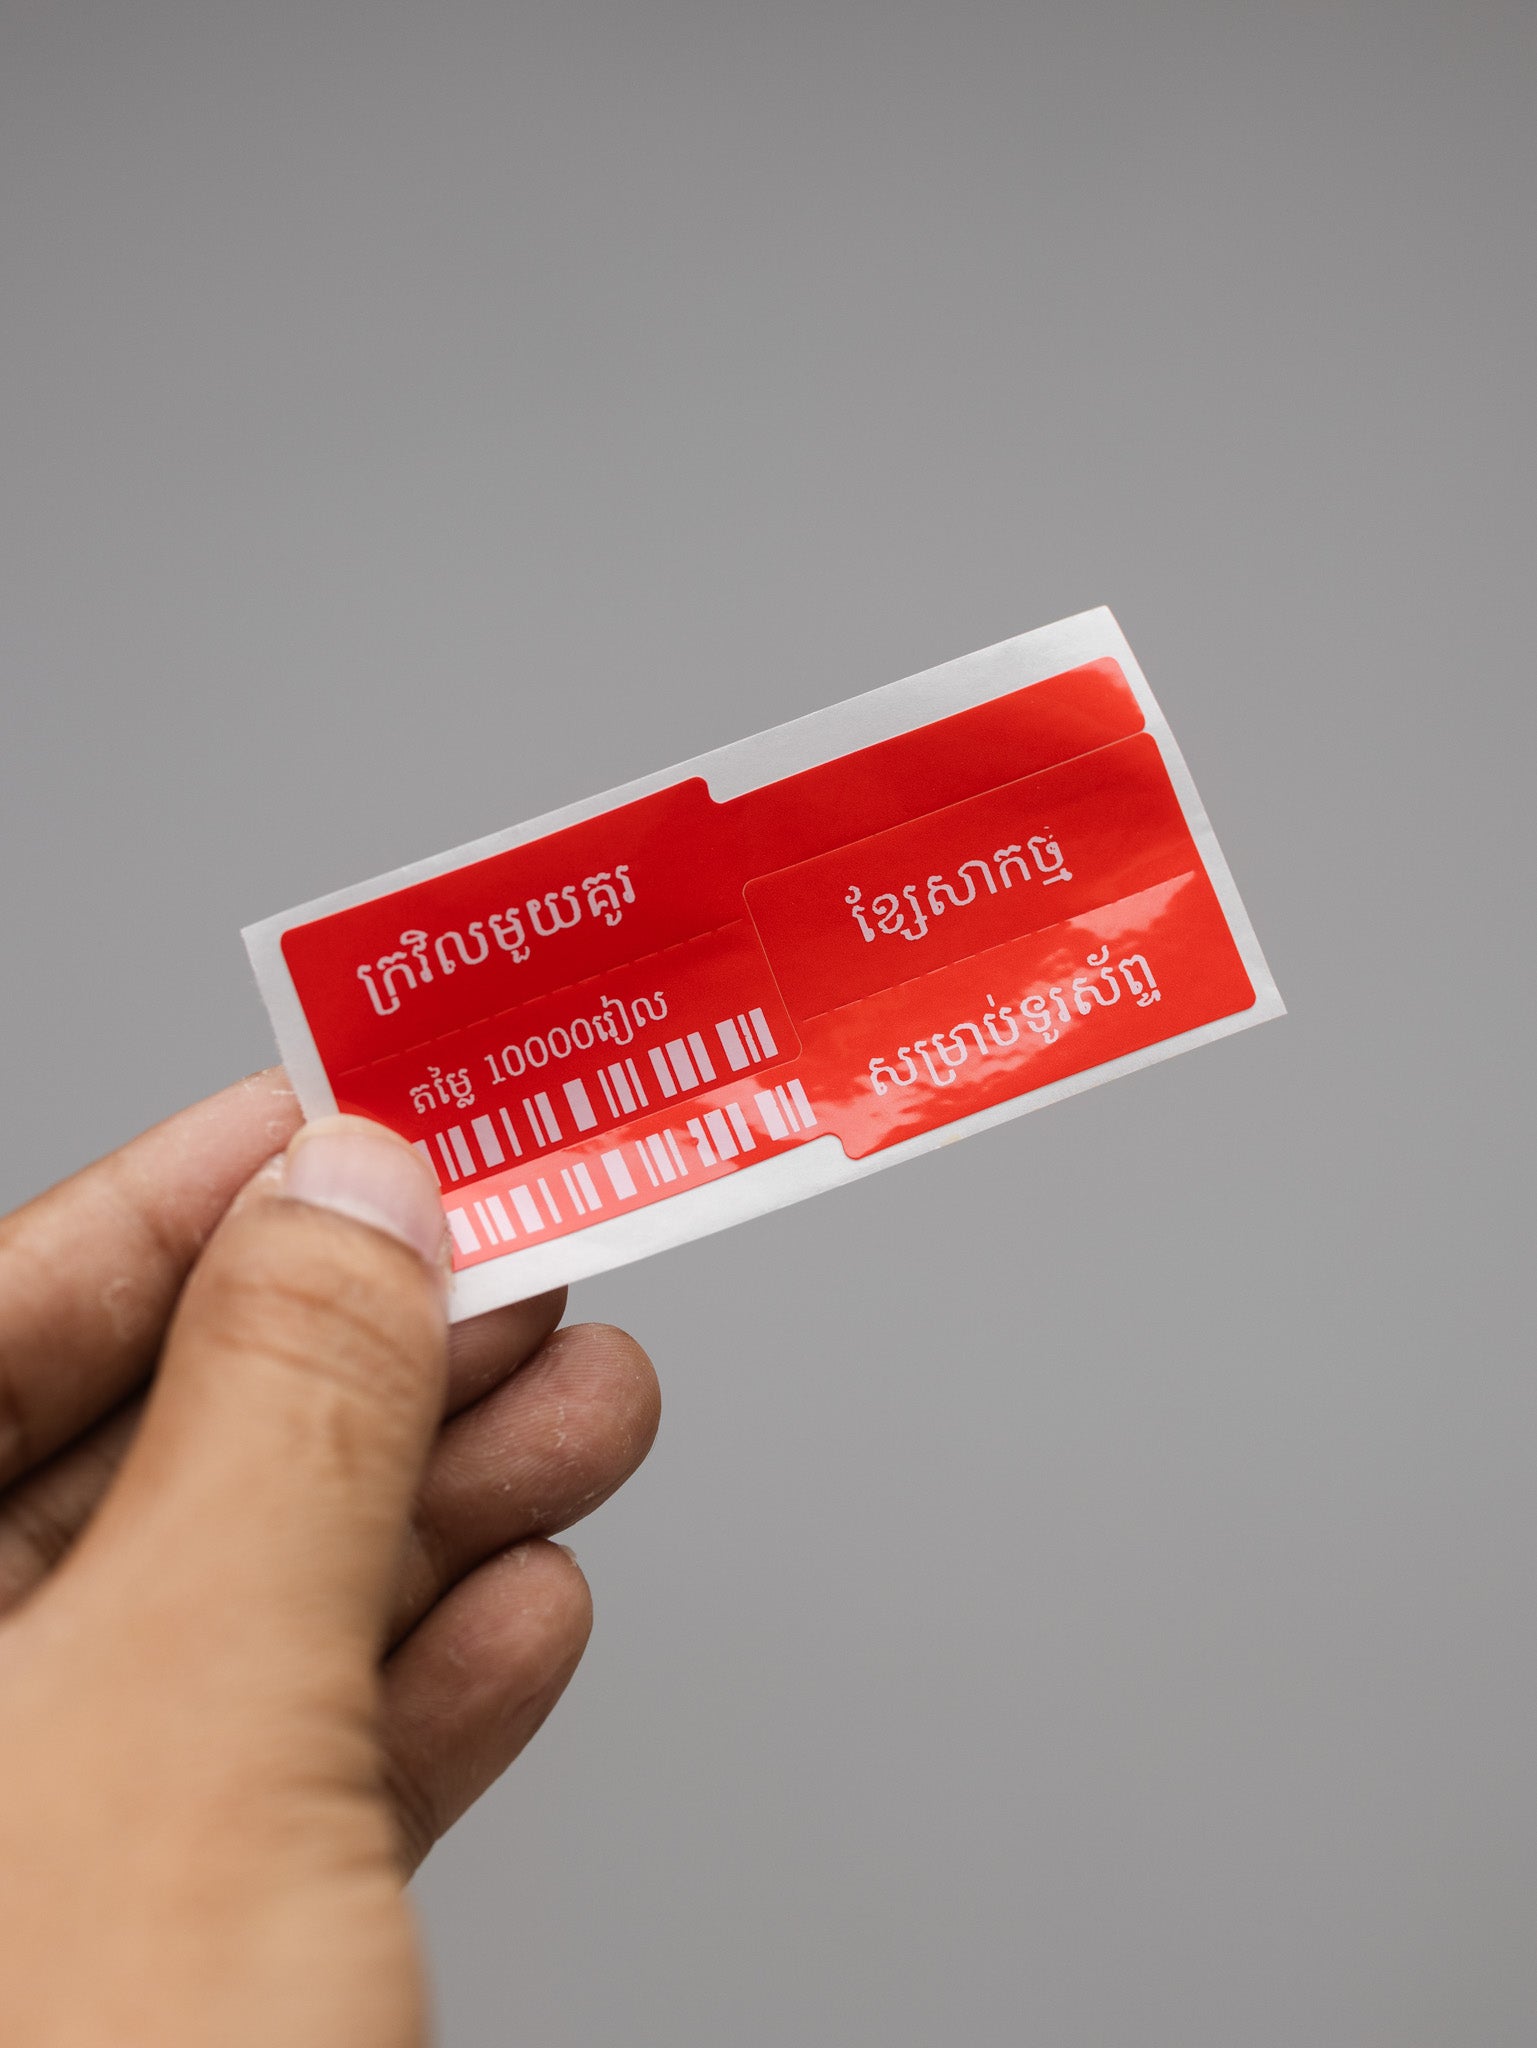 ក្រវិលមួយគូរ
តម្លៃ 10000រៀល
ខ្សែសាកថ្ម
សម្រាប់ទូរស័ព្ទ